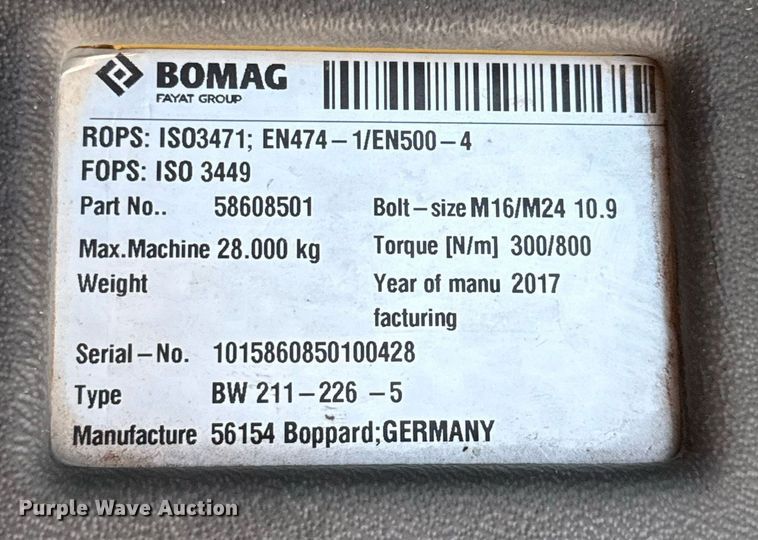 BOMAG
FAYAT GROUP
ROPS: ISO3471; EN474-1/EN500-4
FOPS: ISO 3449
Part No.. 58608501 Bolt-size M16/M24 10.9
Max.Machine 28.000 kg Torque [N/m] 300/800
Weight Year of manu 2017
facturing
Serial-No. 1015860850100428
Type BW 211-226 -5
Manufacture 56154 Boppard;GERMANY
Purple Wave Auction